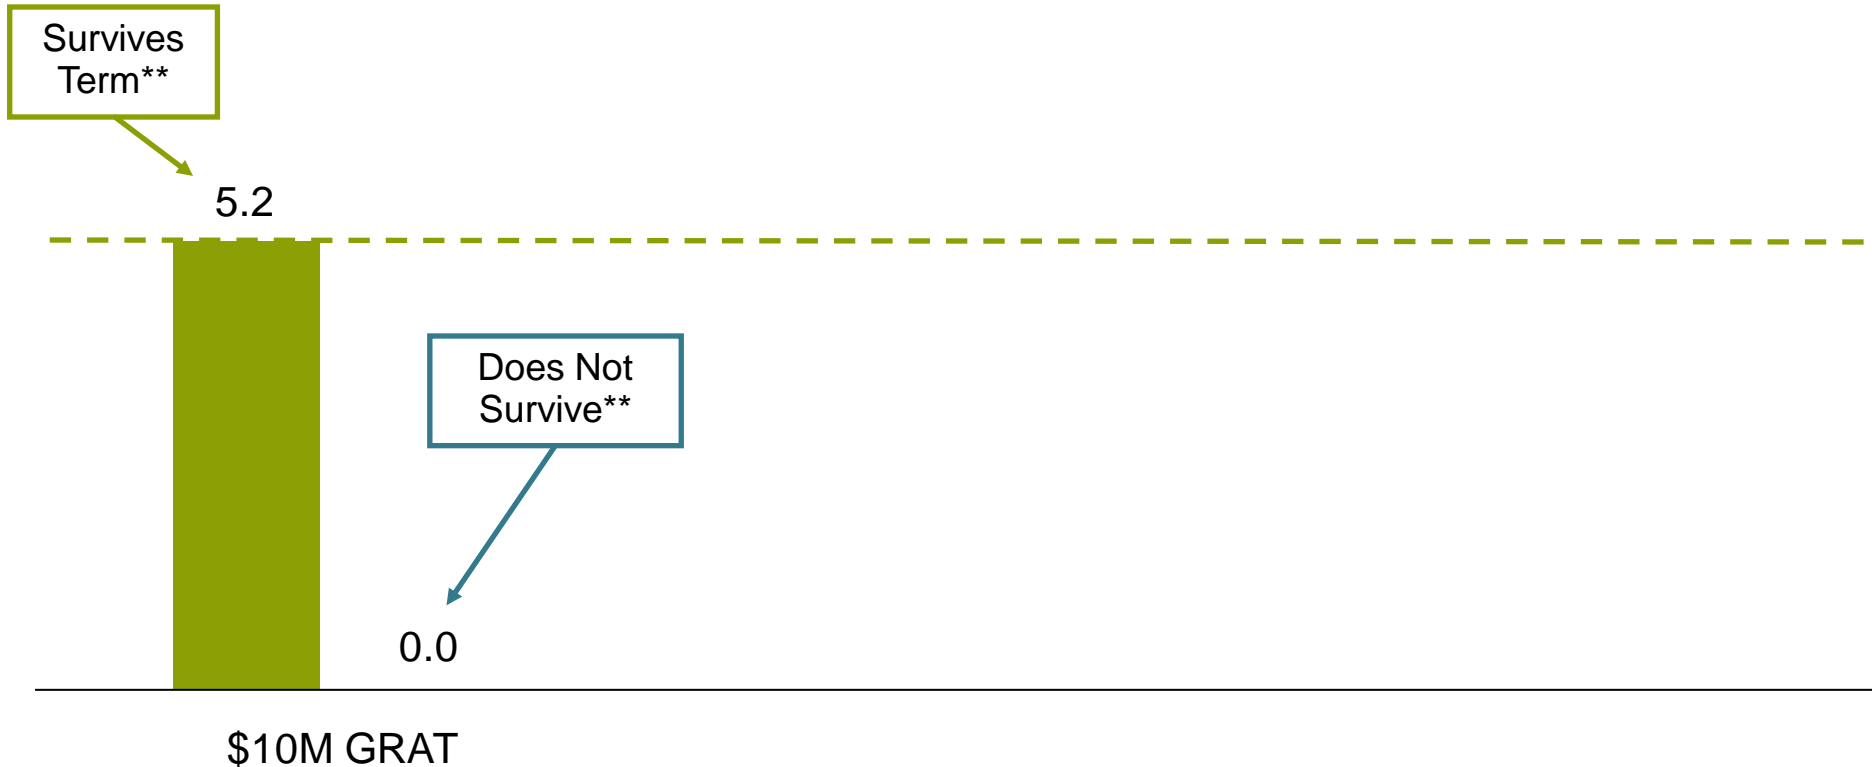 Survives
Term**
5.2
Does Not
Survive**
0.0
$10M GRAT